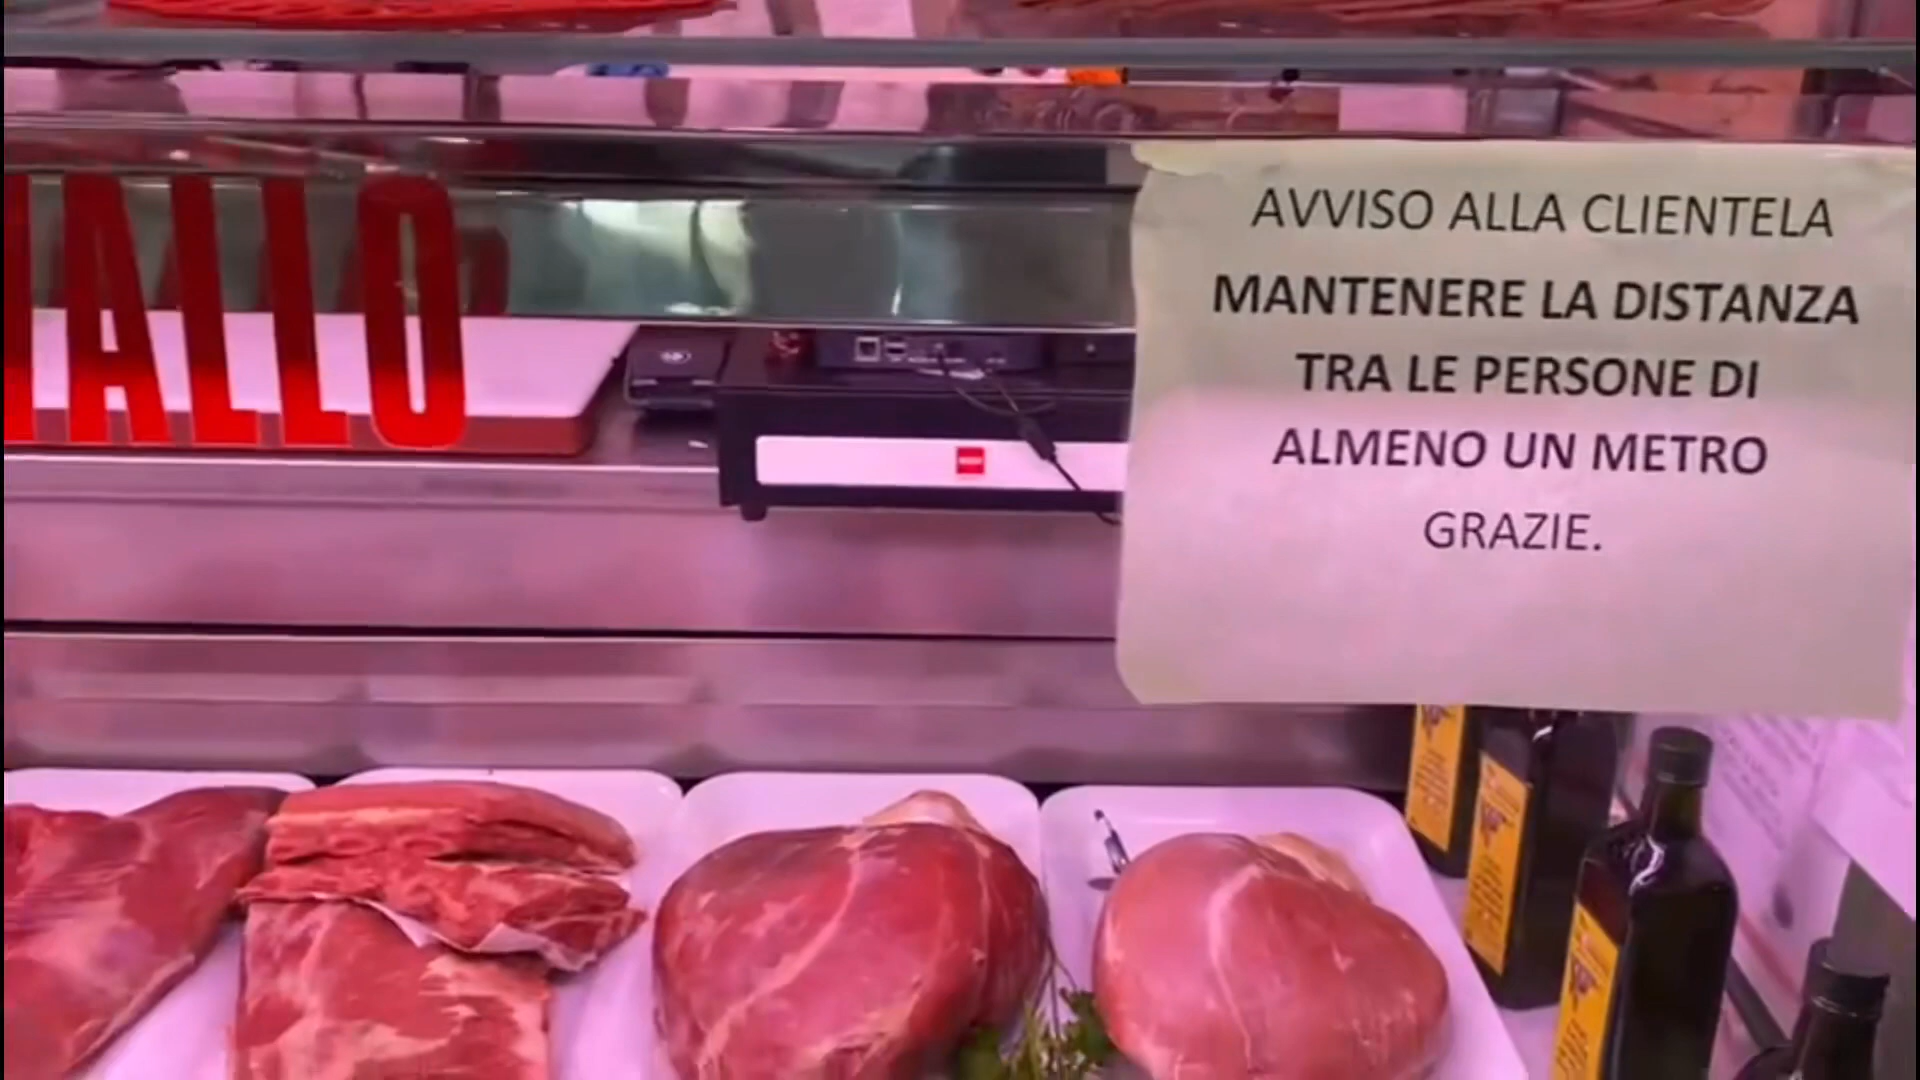 AVVISO ALLA CLIENTELA
MANTENERE LA DISTANZA
TRA LE PERSONE DI
ALMENO UN METRO
GRAZIE.
ALLO